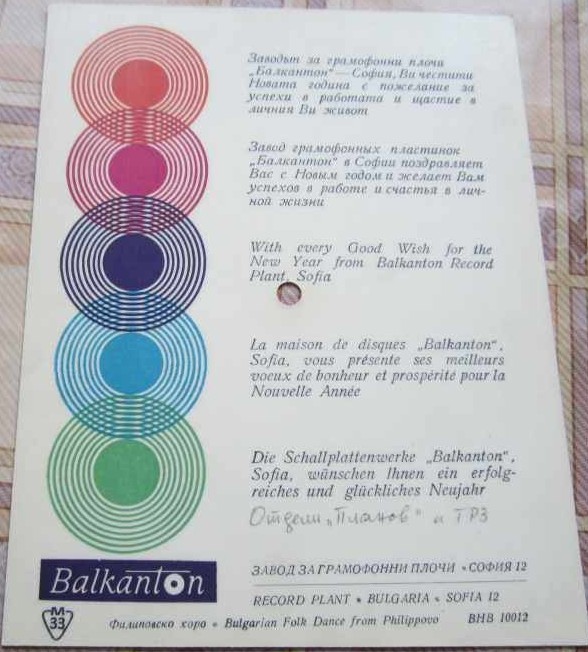 Заводът за грамофонни плочи
„Балкантон“ — София, Ви честити
Новата година с пожелание за
успехи в работата и щастие в
личния Ви живот
Завод грамофонных пластинок
„Балкантон“ в Софии поздравляет
Вас с Новым годом и желает Вам
успехов в работе и счастья в лич-
ной жизни
With every Good Wish for the
New Year from Balkanton Record
Plant, Sofia
La maison de disques „Balkanton“,
Sofia, vous présente ses meilleurs
voeux de bonheur et prospérité pour la
Nouvelle Année
Die Schallplattenwerke „Balkanton“,
Sofia, wünschen Ihnen ein erfolg-
reiches und glückliches Neujahr
Отдели „Планов“ и ТРЗ
Balkanton
ЗАВОД ЗА ГРАМОФОННИ ПЛОЧИ • СОФИЯ 12
RECORD PLANT • BULGARIA • SOFIA 12
M
33
Филиповско хоро • Bulgarian Folk Dance from Philippovo ВНВ 10012